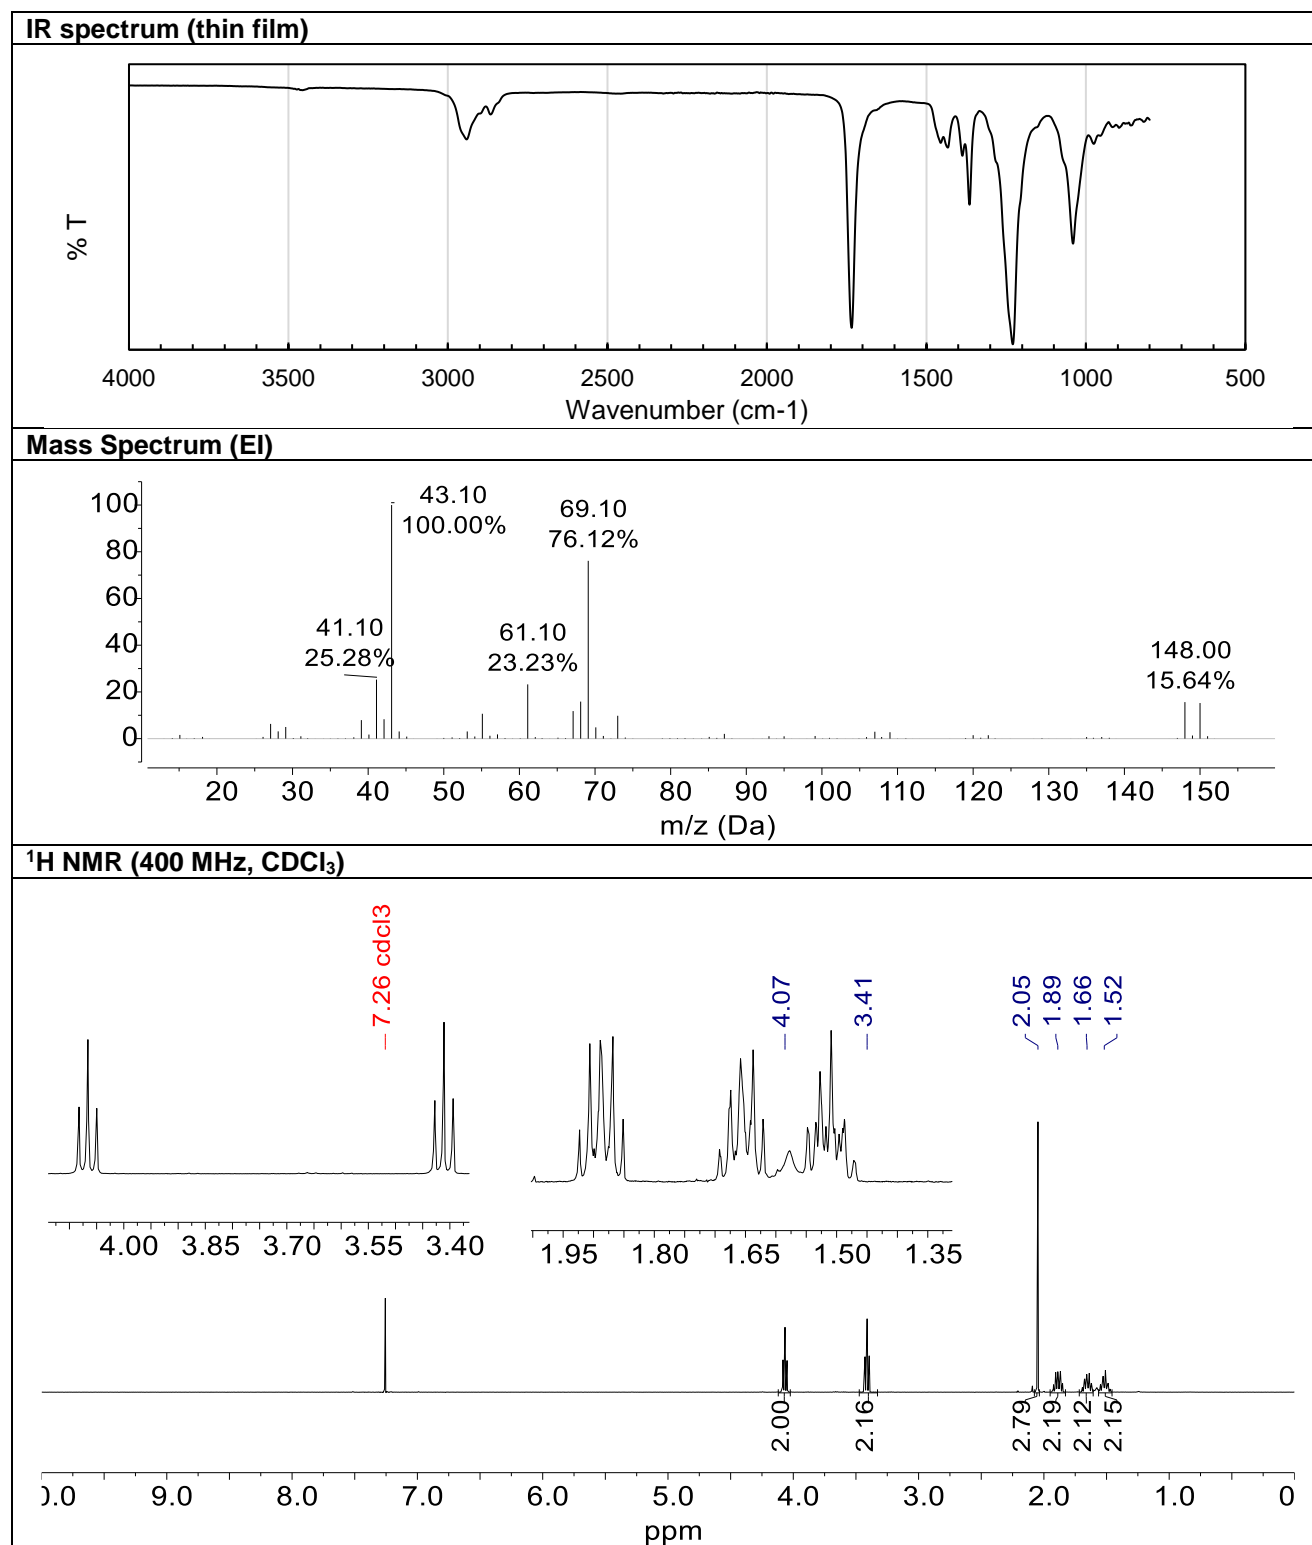 IR spectrum (thin film)
% T
4000 3500 3000 2500 2000 1500 1000 500
Wavenumber (cm-1)
Mass Spectrum (EI)
100
80
60
40
20
0
43.10
100.00%
69.10
76.12%
41.10
25.28%
61.10
23.23%
148.00
15.64%
20 30 40 50 60 70 80 90 100 110 120 130 140 150
m/z (Da)
¹H NMR (400 MHz, CDCl₃)
7.26 cdcl3
4.07
3.41
2.05
1.89
1.66
1.52
4.00 3.85 3.70 3.55 3.40
1.95 1.80 1.65 1.50 1.35
2.00
2.16
2.79
2.19
2.12
2.15
0.0 9.0 8.0 7.0 6.0 5.0 4.0 3.0 2.0 1.0 0
ppm